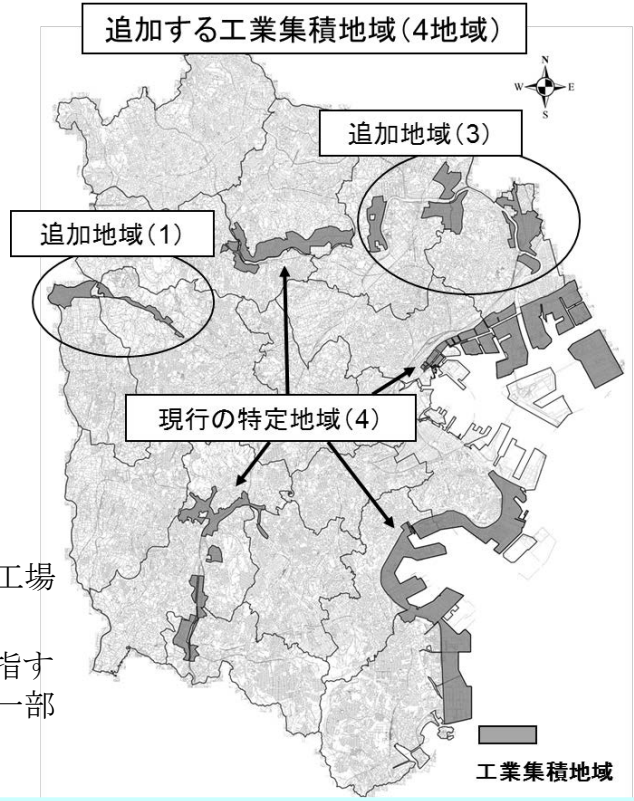 追加する工業集積地域(4地域)
N
W E
S
追加地域(3)
追加地域(1)
現行の特定地域(4)
工場
指す
一部
工業集積地域